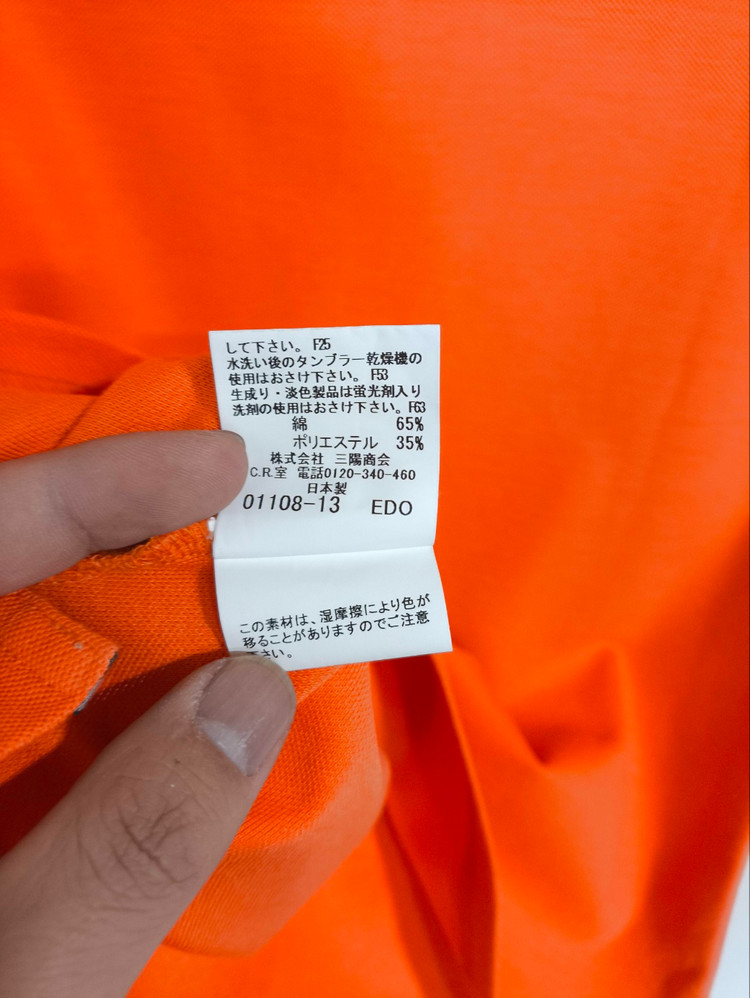 して下さい。 F25
水洗い後のタンブラー乾燥機の
使用はおさけ下さい。 F53
生成り・淡色製品は蛍光剤入り
洗剤の使用はおさけ下さい。F63
綿 65%
ポリエステル 35%
株式会社 三陽商会
C.R.室 電話0120-340-460
日本製
01108-13 EDO
この素材は、湿摩擦により色が
移ることがありますのでご注意
下さい。